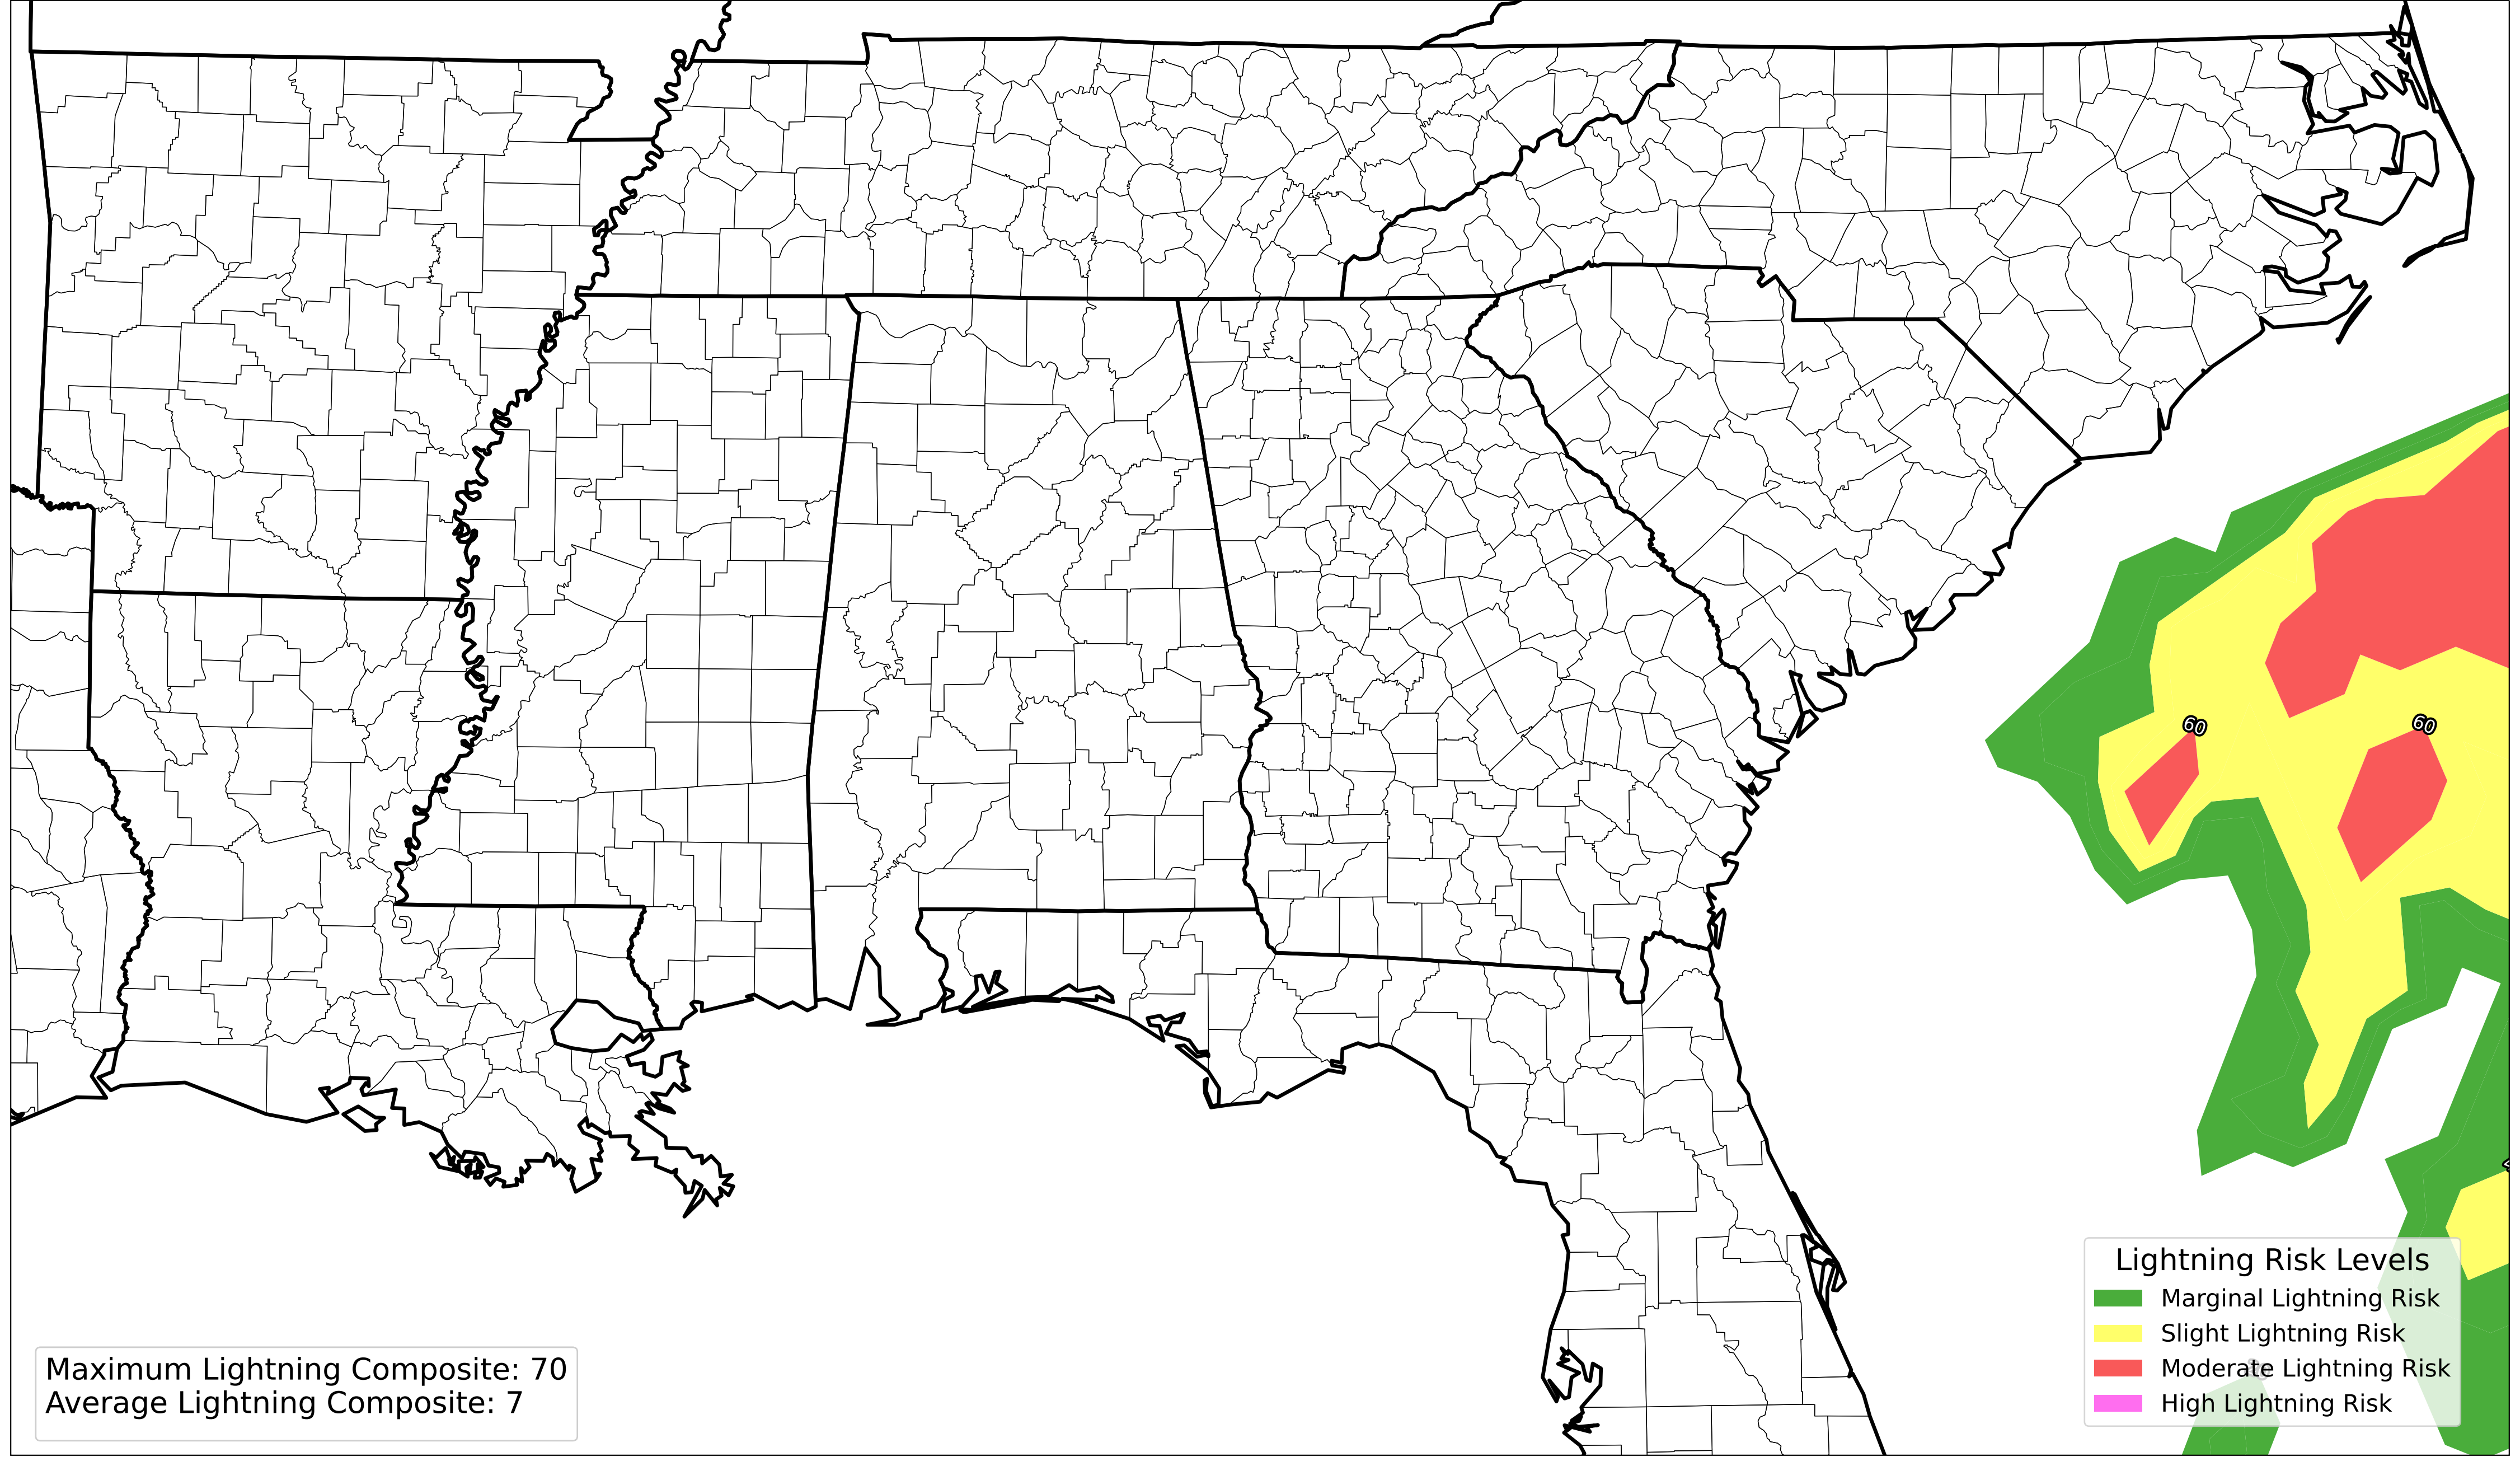 60
60
Lightning Risk Levels
Marginal Lightning Risk
Slight Lightning Risk
Moderate Lightning Risk
High Lightning Risk
Maximum Lightning Composite: 70
Average Lightning Composite: 7